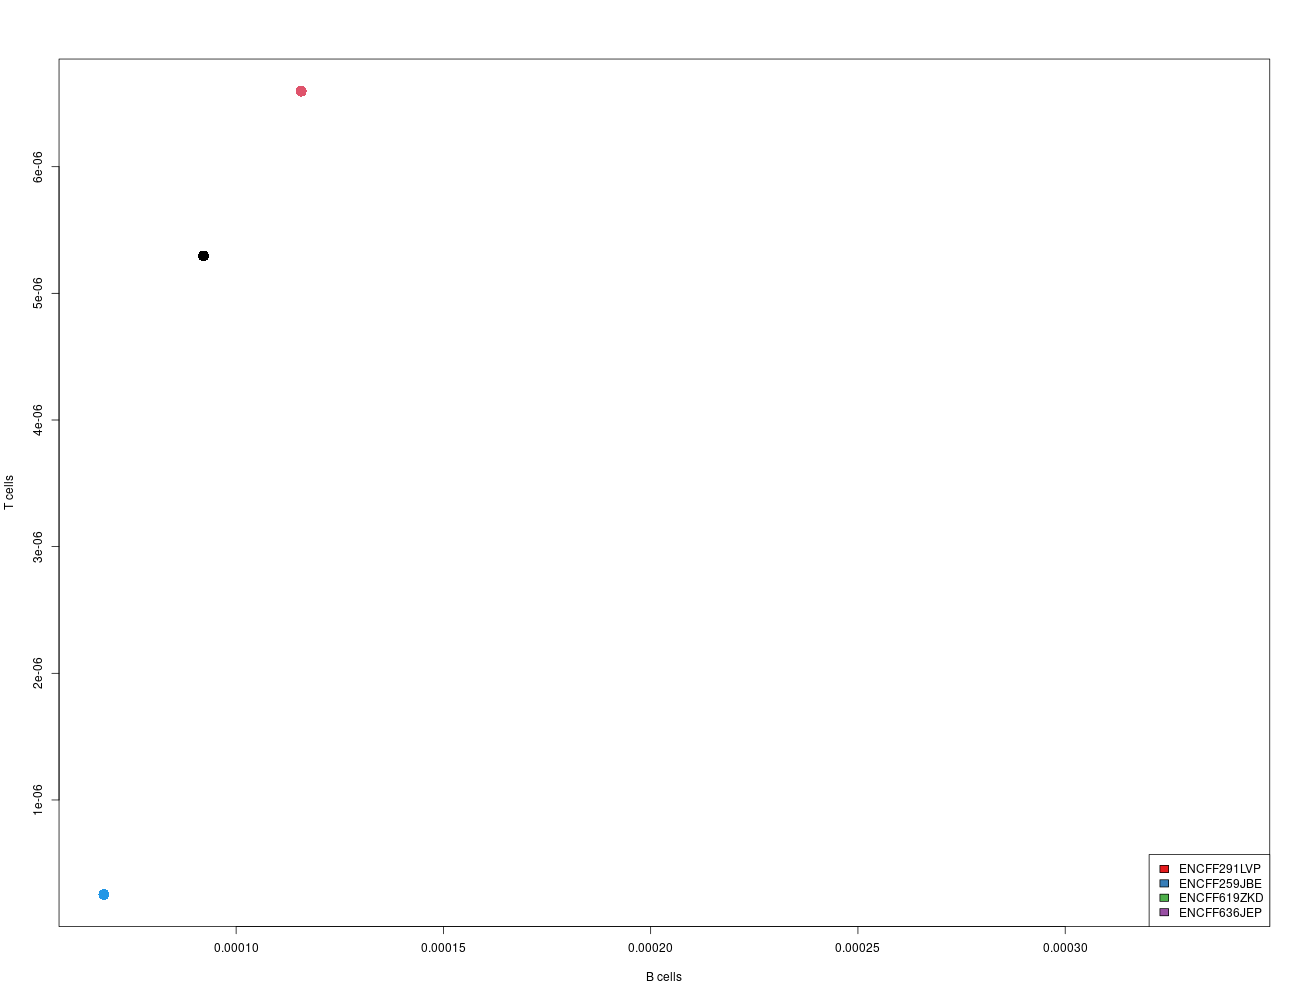 6e-06
5e-06
4e-06
3e-06
2e-06
1e-06
T cells
0.00010
0.00015
0.00020
0.00025
0.00030
B cells
ENCFF291LVP
ENCFF259JBE
ENCFF619ZKD
ENCFF636JEP